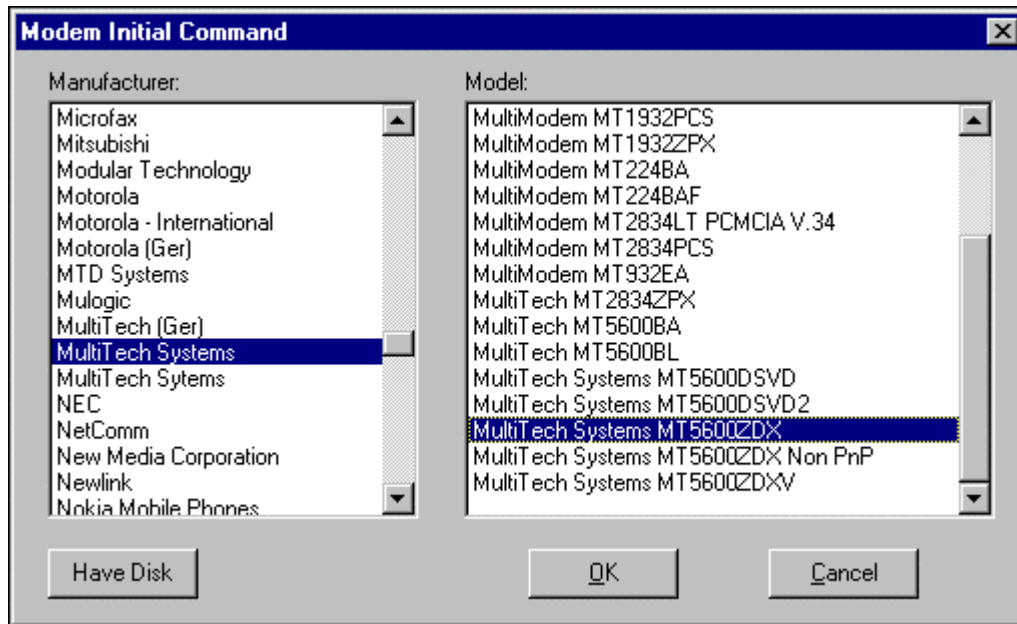 Modem Initial Command
Manufacturer:
Microfax
Mitsubishi
Modular Technology
Motorola
Motorola - International
Motorola (Ger)
MTD Systems
Mulogic
MultiTech (Ger)
MultiTech Systems
MultiTech Sytems
NEC
NetComm
New Media Corporation
Newlink
Nokia Mobile Phones
Model:
MultiModem MT1932PCS
MultiModem MT1932ZPX
MultiModem MT224BA
MultiModem MT224BAF
MultiModem MT2834LT PCMCIA V.34
MultiModem MT2834PCS
MultiModem MT932EA
MultiTech MT2834ZPX
MultiTech MT5600BA
MultiTech MT5600BL
MultiTech Systems MT5600DSVD
MultiTech Systems MT5600DSVD2
MultiTech Systems MT5600ZDX
MultiTech Systems MT5600ZDX Non PnP
MultiTech Systems MT5600ZDXV
Have Disk
OK
Cancel